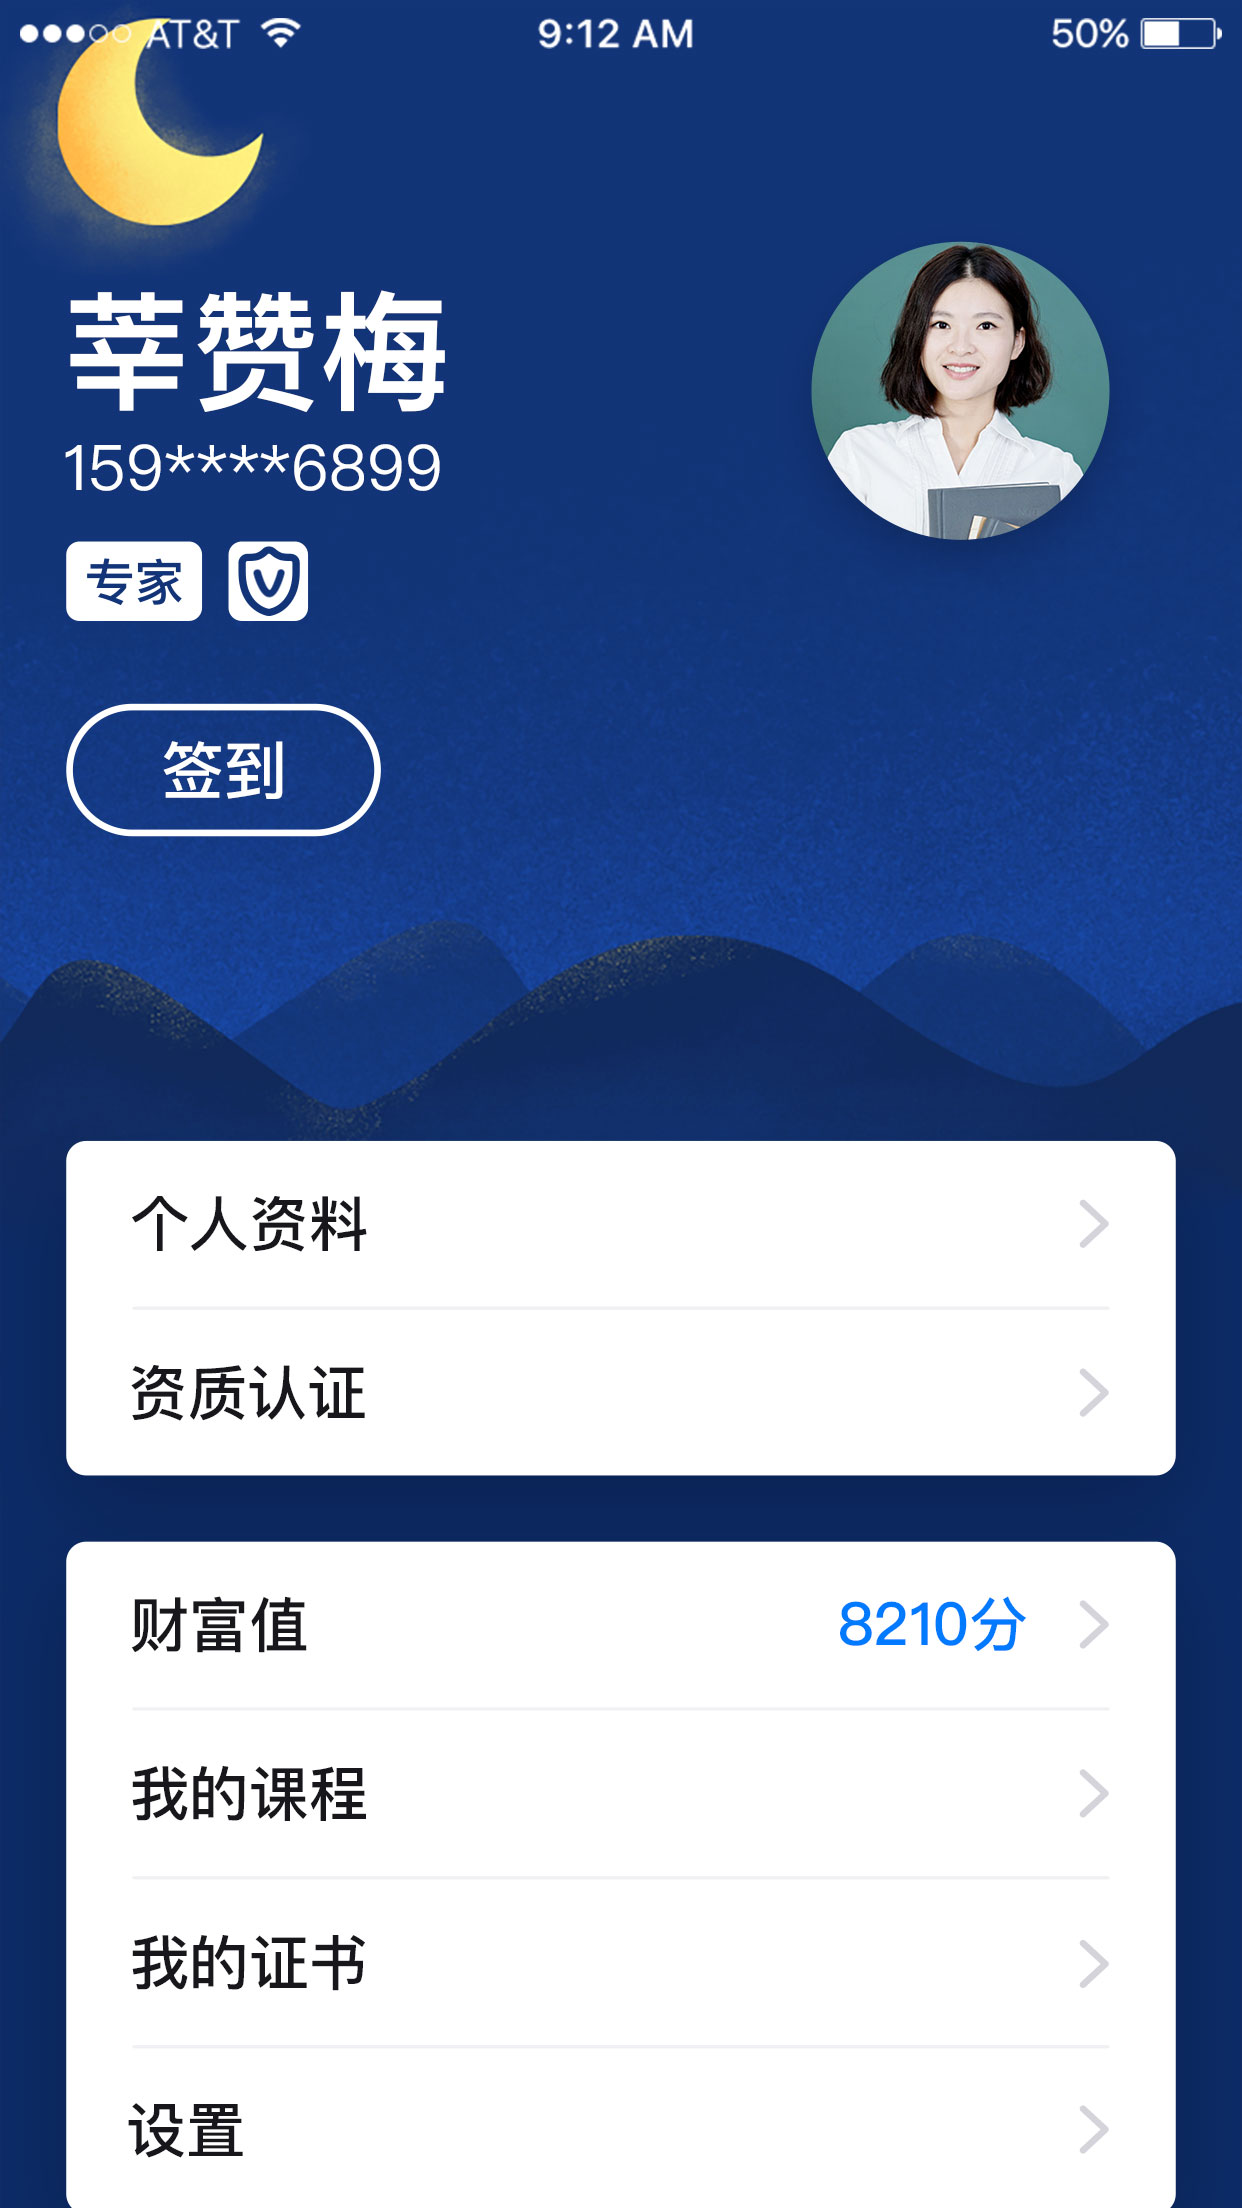 AT&T 9:12 AM 50%
莘赞梅
159****6899
专家
签到
个人资料
资质认证
财富值 8210分
我的课程
我的证书
设置